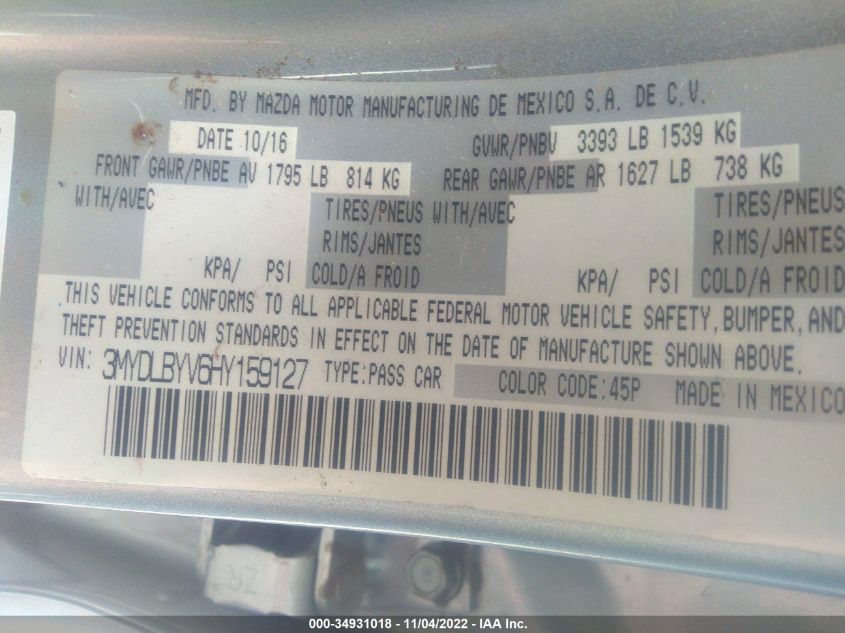 MFD. BY MAZDA MOTOR MANUFACTURING DE MEXICO S.A. DE C.V.
DATE 10/16 GVWR/PNBV 3393 LB 1539 KG
FRONT GAWR/PNBE AV 1795 LB 814 KG REAR GAWR/PNBE AR 1627 LB 738 KG
WITH/AVEC TIRES/PNEUS WITH/AVEC TIRES/PNEUS
RIMS/JANTES RIMS/JANTES
KPA/ PSI COLD/A FROID KPA/ PSI COLD/A FROID
THIS VEHICLE CONFORMS TO ALL APPLICABLE FEDERAL MOTOR VEHICLE SAFETY, BUMPER, AND
THEFT PREVENTION STANDARDS IN EFFECT ON THE DATE OF MANUFACTURE SHOWN ABOVE.
VIN: 3MYDLBYV6HY159127 TYPE:PASS CAR COLOR CODE:45P MADE IN MEXICO
000-34931018 - 11/04/2022 - IAA Inc.